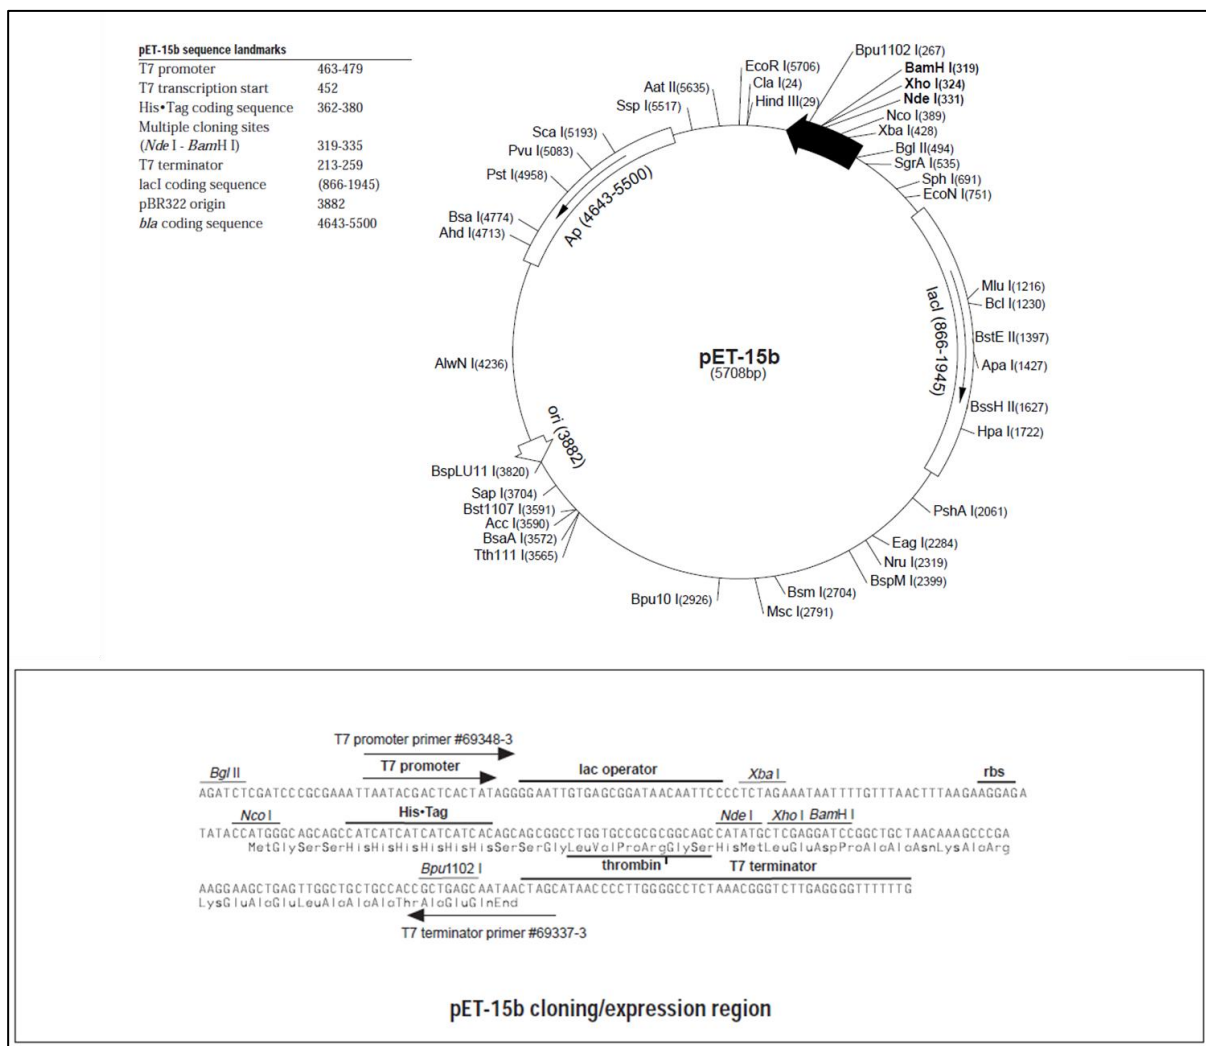 pET-15b sequence landmarks
T7 promoter 463-479
T7 transcription start 452
His•Tag coding sequence 362-380
Multiple cloning sites
(Nde I - BamH I) 319-335
T7 terminator 213-259
lacI coding sequence (866-1945)
pBR322 origin 3882
bla coding sequence 4643-5500
Bpu1102 I(267)
BamH I(319)
Xho I(324)
Nde I(331)
Nco I(389)
Xba I(428)
Bgl II(494)
SgrA I(535)
Sph I(691)
EcoN I(751)
EcoR I(5706)
Cla I(24)
Hind III(29)
Aat II(5635)
Ssp I(5517)
Sca I(5193)
Pvu I(5083)
Pst I(4958)
Bsa I(4774)
Ahd I(4713)
Ap (4643-5500)
lacI (866-1945)
Mlu I(1216)
Bcl I(1230)
BstE II(1397)
Apa I(1427)
BssH II(1627)
Hpa I(1722)
pET-15b
(5708bp)
AlwN I(4236)
ori (3882)
BspLU11 I(3820)
Sap I(3704)
Bst1107 I(3591)
Acc I(3590)
BsaA I(3572)
Tth111 I(3565)
PshA I(2061)
Eag I(2284)
Nru I(2319)
BspM I(2399)
Bsm I(2704)
Msc I(2791)
Bpu10 I(2926)
T7 promoter primer #69348-3
Bgl II T7 promoter lac operator Xba I rbs
AGATCTCGATCCCGCGAAATTAATACGACTCACTATAGGGGAATTGTGAGCGGATAACAATTCCCCTCTAGAAATAATTTTGTTTAACTTTAAGAAGGAGA
Nco I His•Tag Nde I Xho I BamH I
TATACCATGGGCAGCAGCCATCATCATCATCATCACAGCAGCGGCCTGGTGCCGCGCGGCAGCCATATGCTCGAGGATCCGGCTGCTAACAAAGCCCGA
MetGlySerSerHisHisHisHisHisHisSerSerGlyLeuValProArgGlySerHisMetLeuGluAspProAlaAlaAsnLysAlaArg
Bpu1102 I thrombin T7 terminator
AAGGAAGCTGAGTTGGCTGCTGCCACCGCTGAGCAATAACTAGCATAACCCCTTGGGGCCTCTAAACGGGTCTTGAGGGGTTTTTTG
LysGluAlaGluLeuAlaAlaAlaThrAlaGluGlnEnd
T7 terminator primer #69337-3
pET-15b cloning/expression region